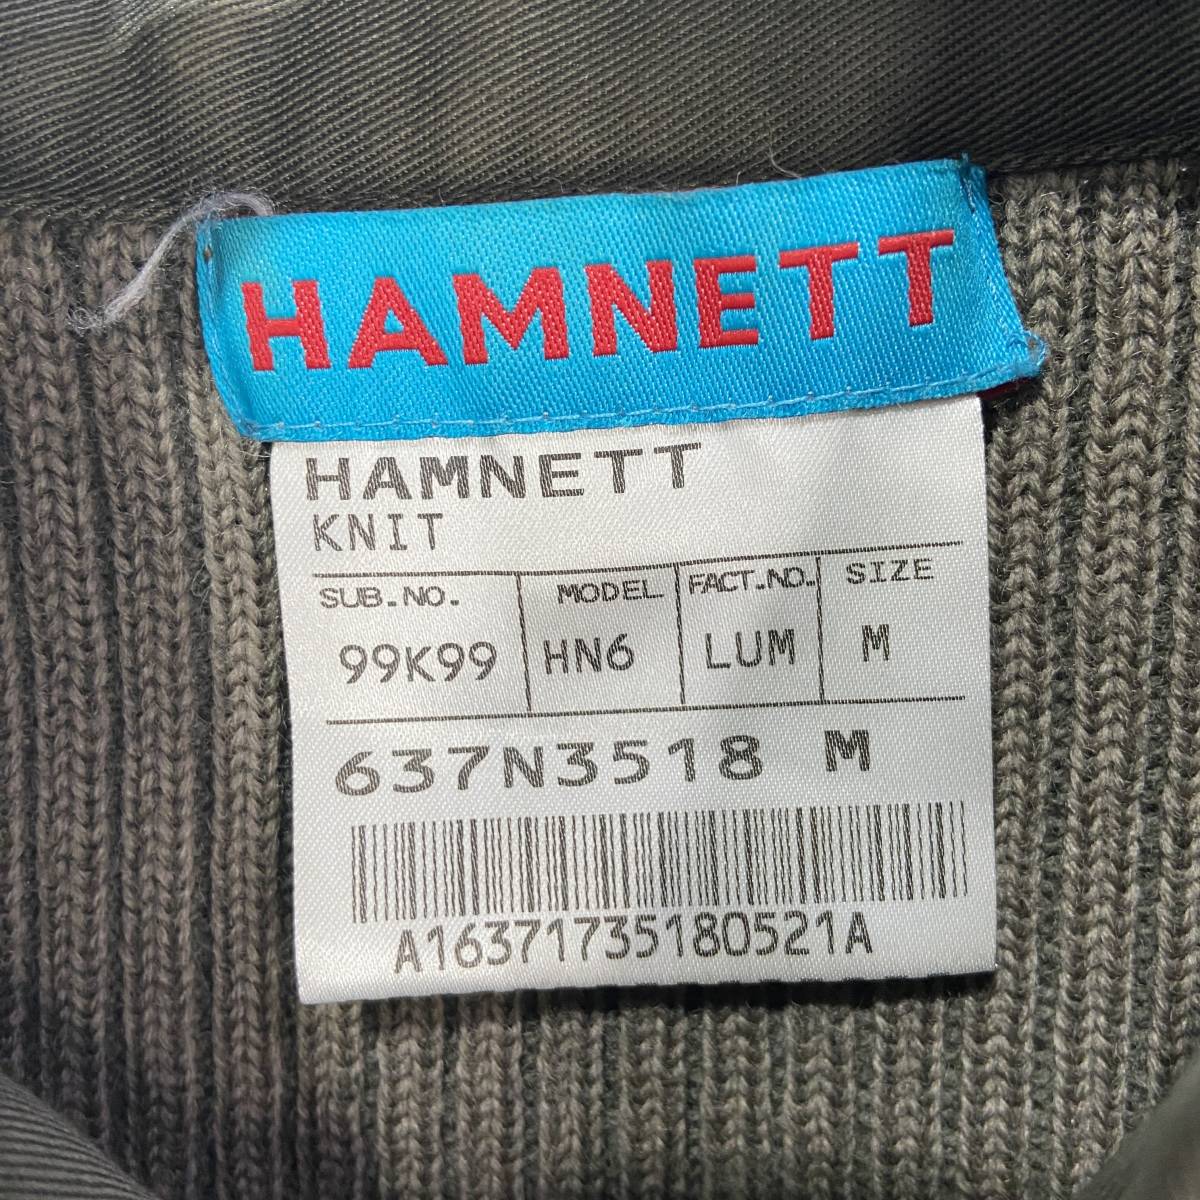 HAMNETT
HAMNETT
KNIT
SUB.NO. MODEL FACT.NO. SIZE
99K99 HN6 LUM M
637N3518 M
A16371735180521A